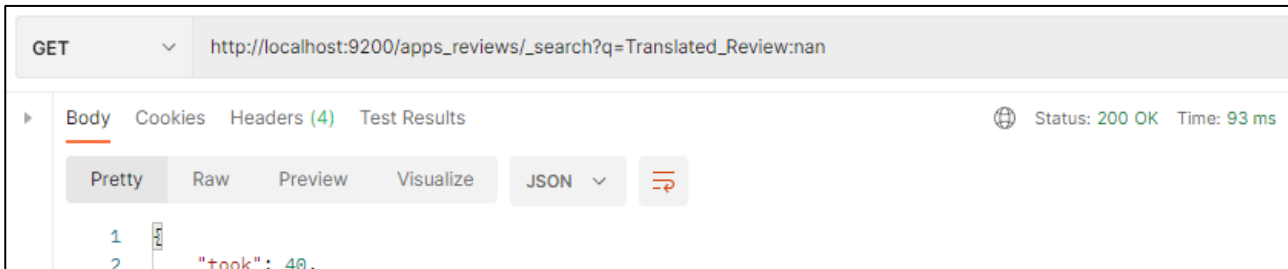 GET http://localhost:9200/apps_reviews/_search?q=Translated_Review:nan
Body Cookies Headers (4) Test Results Status: 200 OK Time: 93 ms
Pretty Raw Preview Visualize JSON
1 {
2 "took": 40,